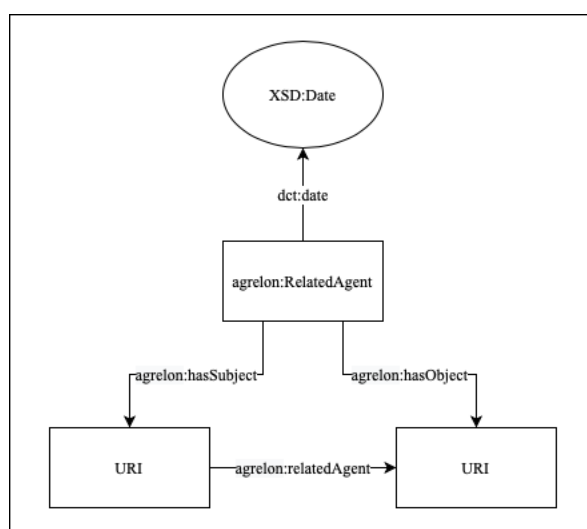 XSD:Date
dct:date
agrelon:RelatedAgent
agrelon:hasSubject
agrelon:hasObject
URI
agrelon:relatedAgent
URI